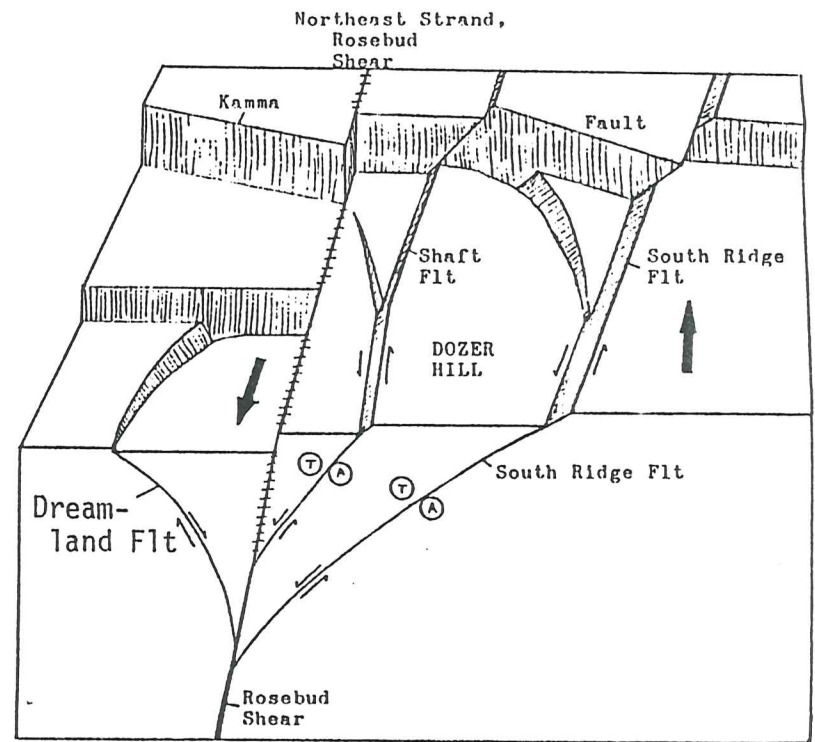 Northeast Strand,
Rosebud
Shear
Kamma
Fault
Shaft
Flt
South Ridge
Flt
DOZER
HILL
T
A
T
A
South Ridge Flt
Dream-
land Flt
Rosebud
Shear